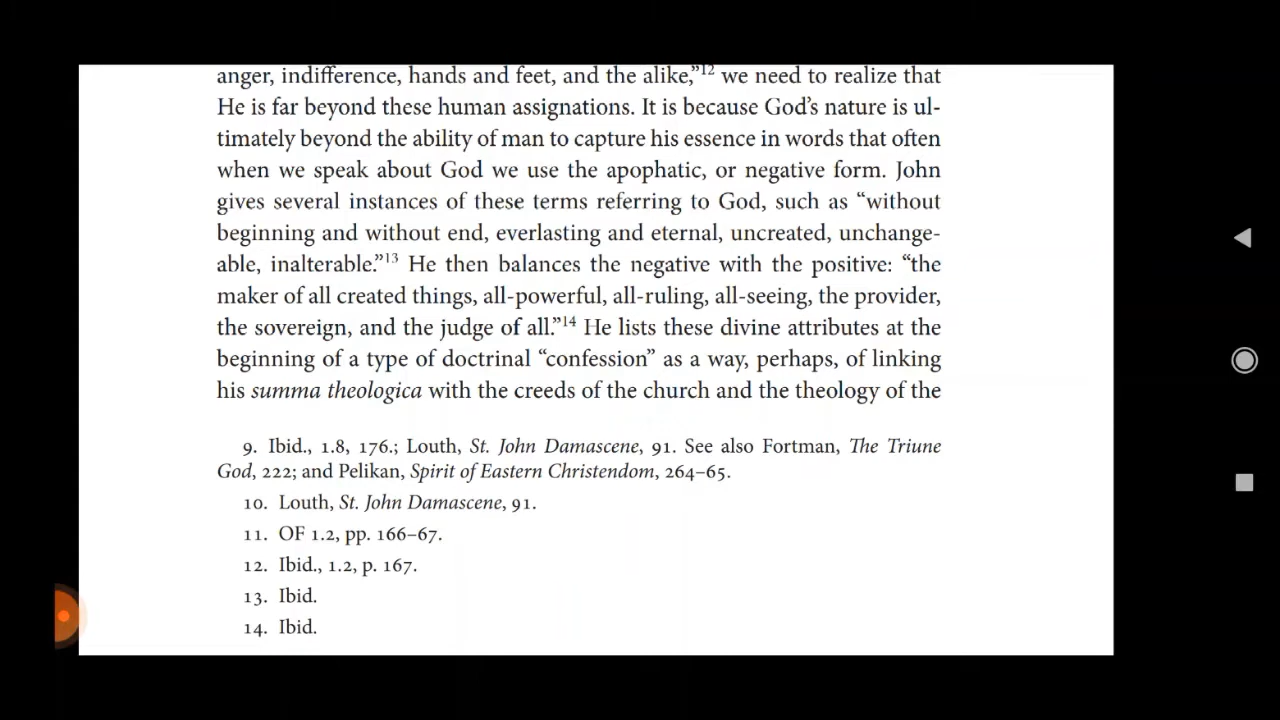 anger, indifference, hands and feet, and the alike,”12 we need to realize that
He is far beyond these human assignations. It is because God’s nature is ul-
timately beyond the ability of man to capture his essence in words that often
when we speak about God we use the apophatic, or negative form. John
gives several instances of these terms referring to God, such as “without
beginning and without end, everlasting and eternal, uncreated, unchange-
able, inalterable.”13 He then balances the negative with the positive: “the
maker of all created things, all-powerful, all-ruling, all-seeing, the provider,
the sovereign, and the judge of all.”14 He lists these divine attributes at the
beginning of a type of doctrinal “confession” as a way, perhaps, of linking
his summa theologica with the creeds of the church and the theology of the
9. Ibid., 1.8, 176.; Louth, St. John Damascene, 91. See also Fortman, The Triune
God, 222; and Pelikan, Spirit of Eastern Christendom, 264–65.
10. Louth, St. John Damascene, 91.
11. OF 1.2, pp. 166–67.
12. Ibid., 1.2, p. 167.
13. Ibid.
14. Ibid.